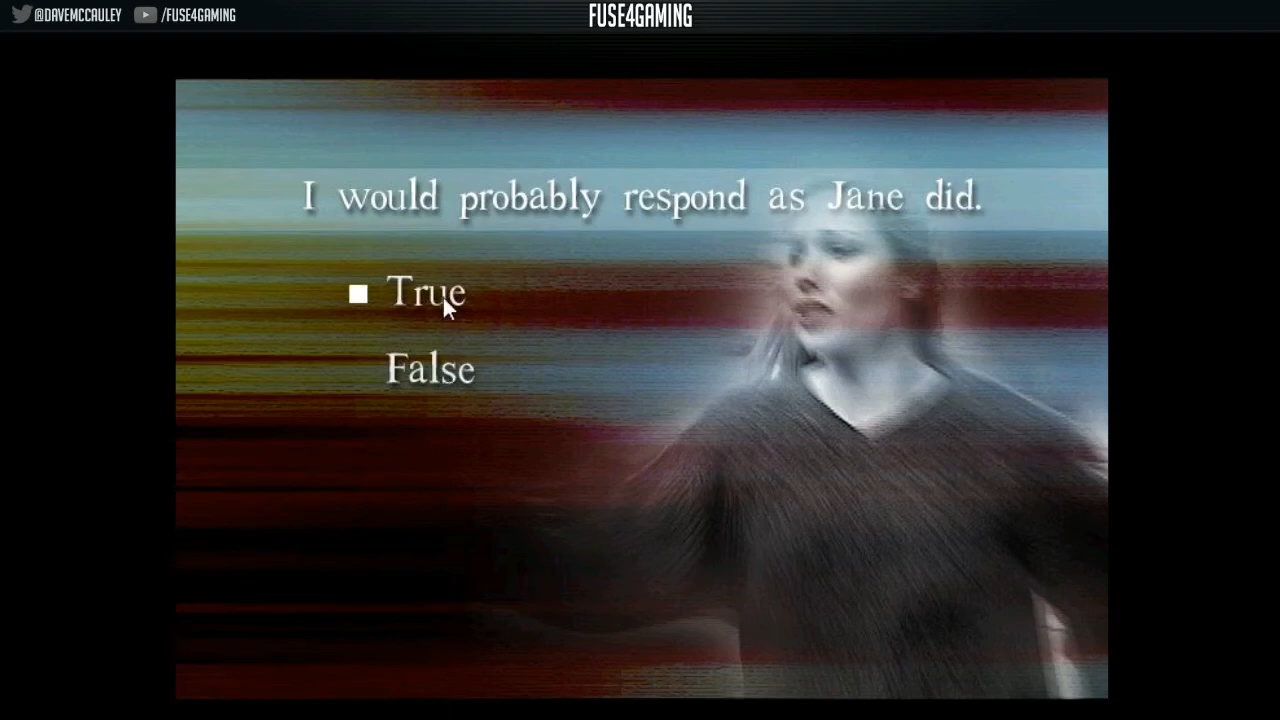 @DAVEMCCAULEY /FUSE4GAMING FUSE4GAMING
I would probably respond as Jane did.
True
False